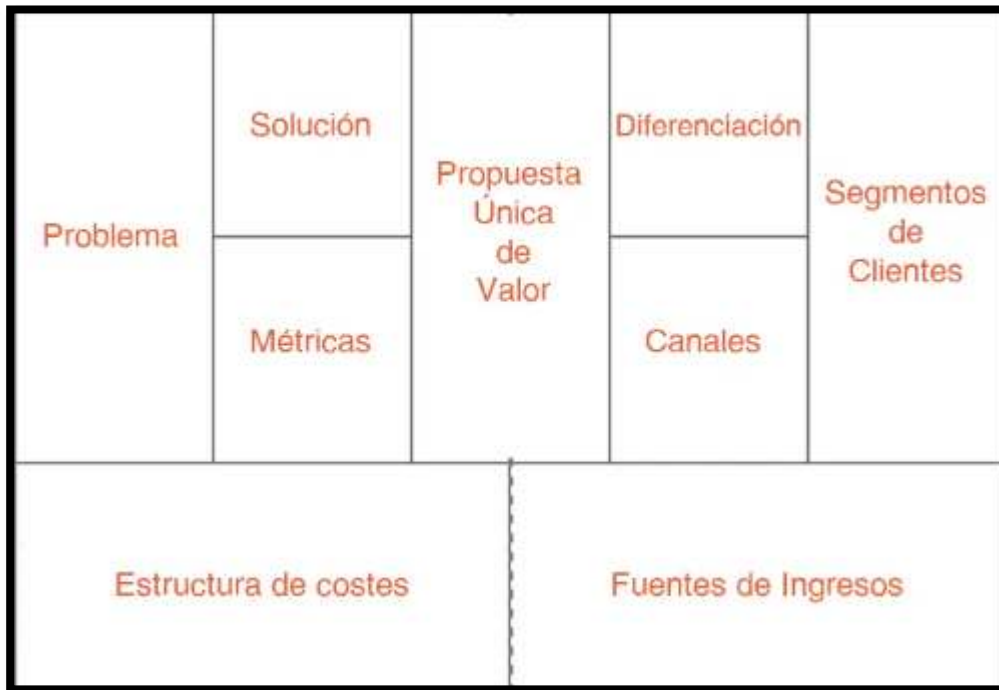 Problema
Solución
Métricas
Propuesta
Única
de
Valor
Diferenciación
Canales
Segmentos
de
Clientes
Estructura de costes
Fuentes de Ingresos